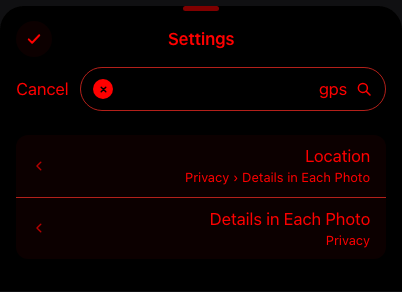 Settings
Cancel
gps
Location
Privacy › Details in Each Photo
Details in Each Photo
Privacy